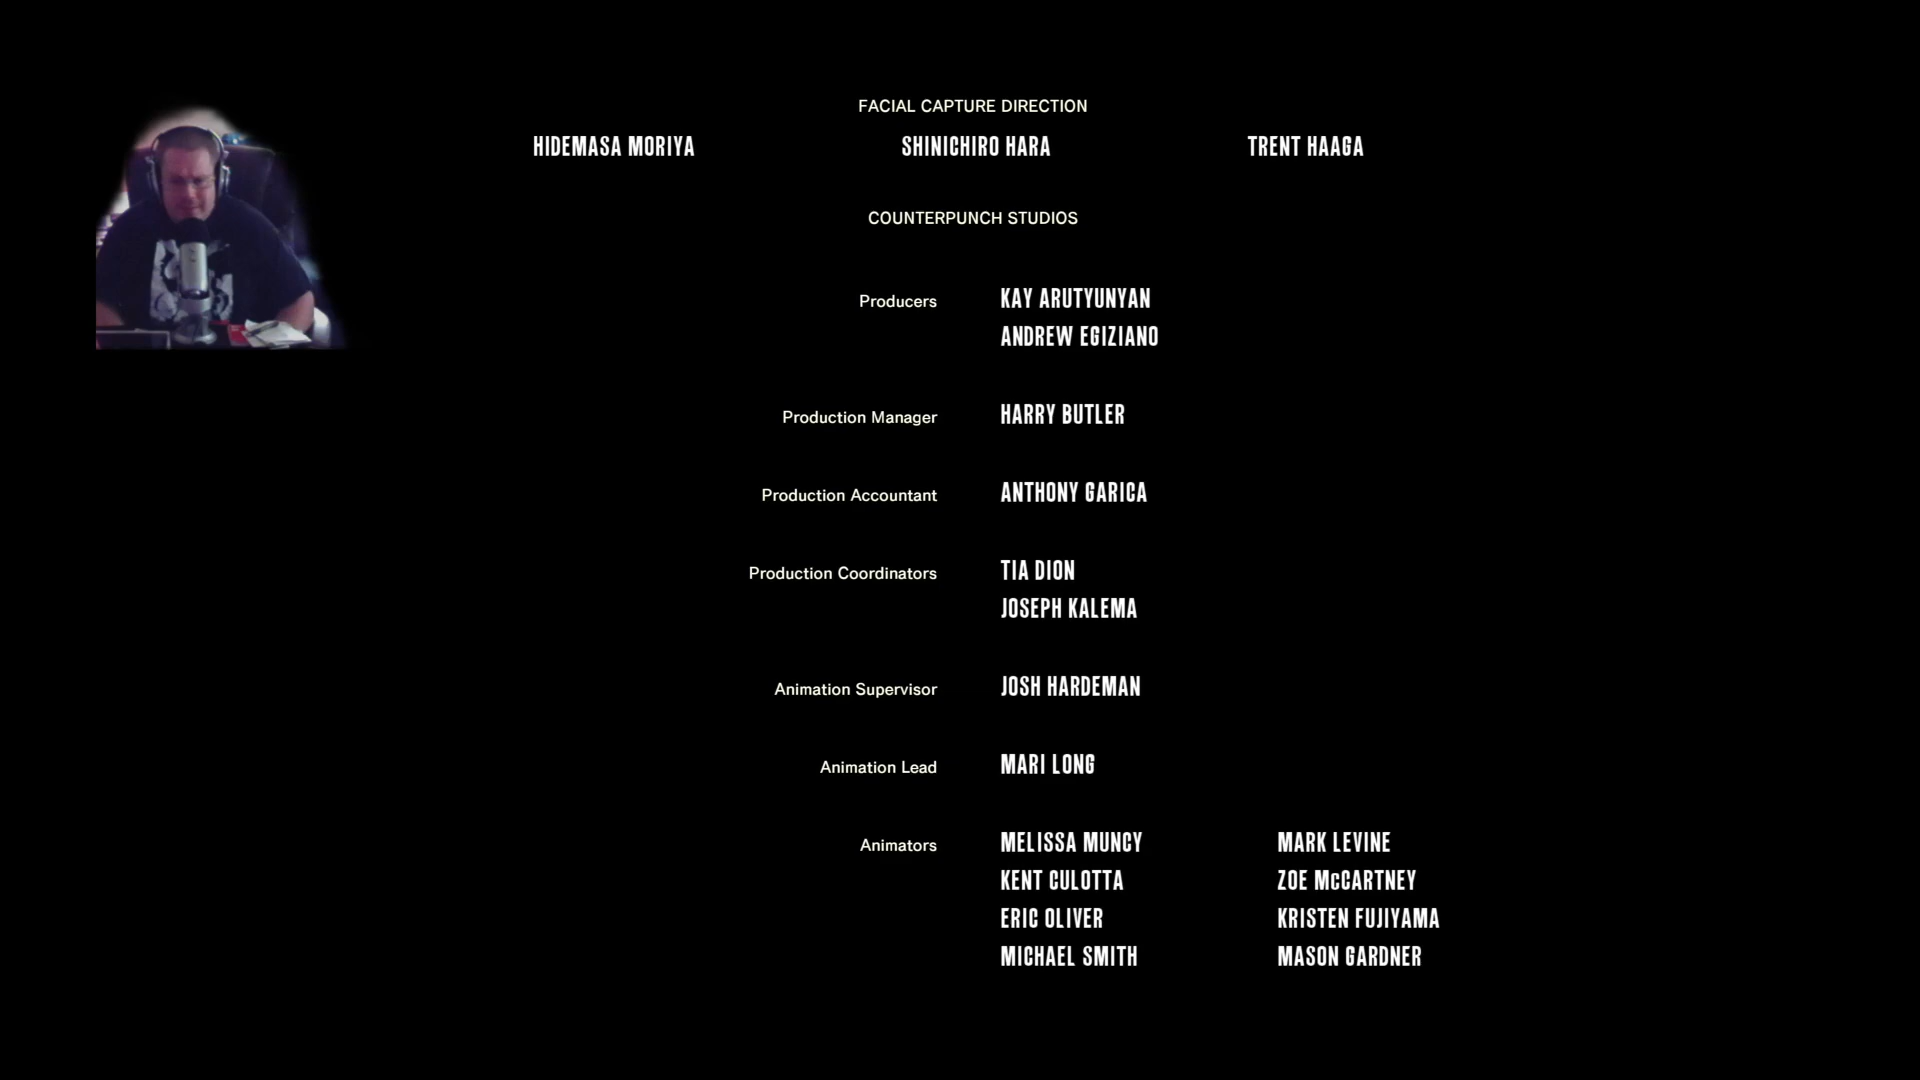 FACIAL CAPTURE DIRECTION
HIDEMASA MORIYA SHINICHIRO HARA TRENT HAAGA
COUNTERPUNCH STUDIOS
Producers KAY ARUTYUNYAN
ANDREW EGIZIANO
Production Manager HARRY BUTLER
Production Accountant ANTHONY GARICA
Production Coordinators TIA DION
JOSEPH KALEMA
Animation Supervisor JOSH HARDEMAN
Animation Lead MARI LONG
Animators MELISSA MUNCY MARK LEVINE
KENT CULOTTA ZOE McCARTNEY
ERIC OLIVER KRISTEN FUJIYAMA
MICHAEL SMITH MASON GARDNER